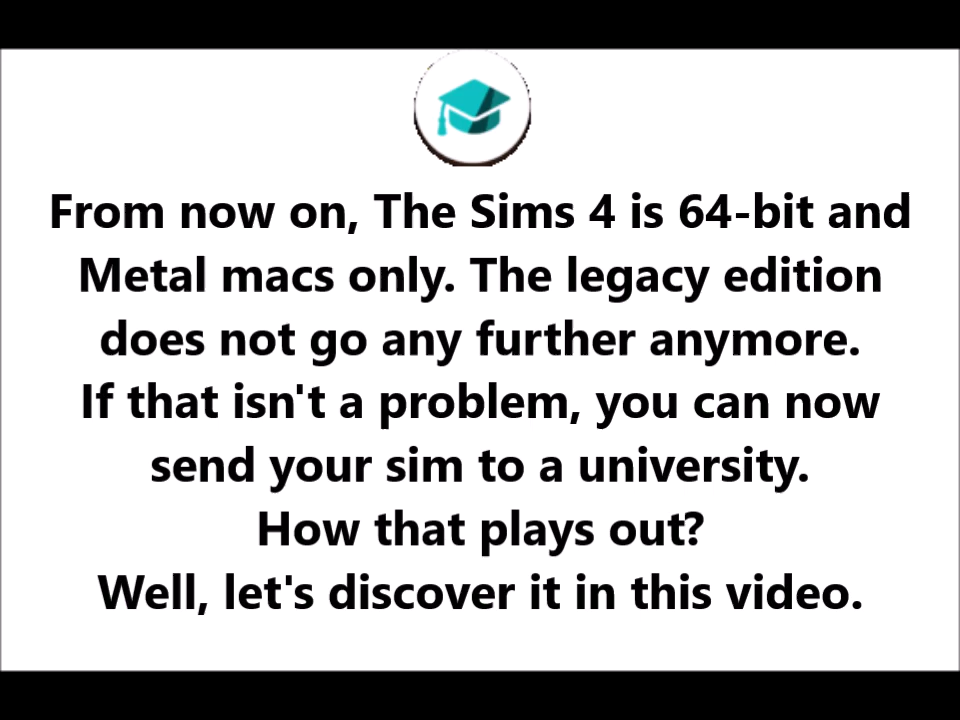 From now on, The Sims 4 is 64-bit and
Metal macs only. The legacy edition
does not go any further anymore.
If that isn't a problem, you can now
send your sim to a university.
How that plays out?
Well, let's discover it in this video.